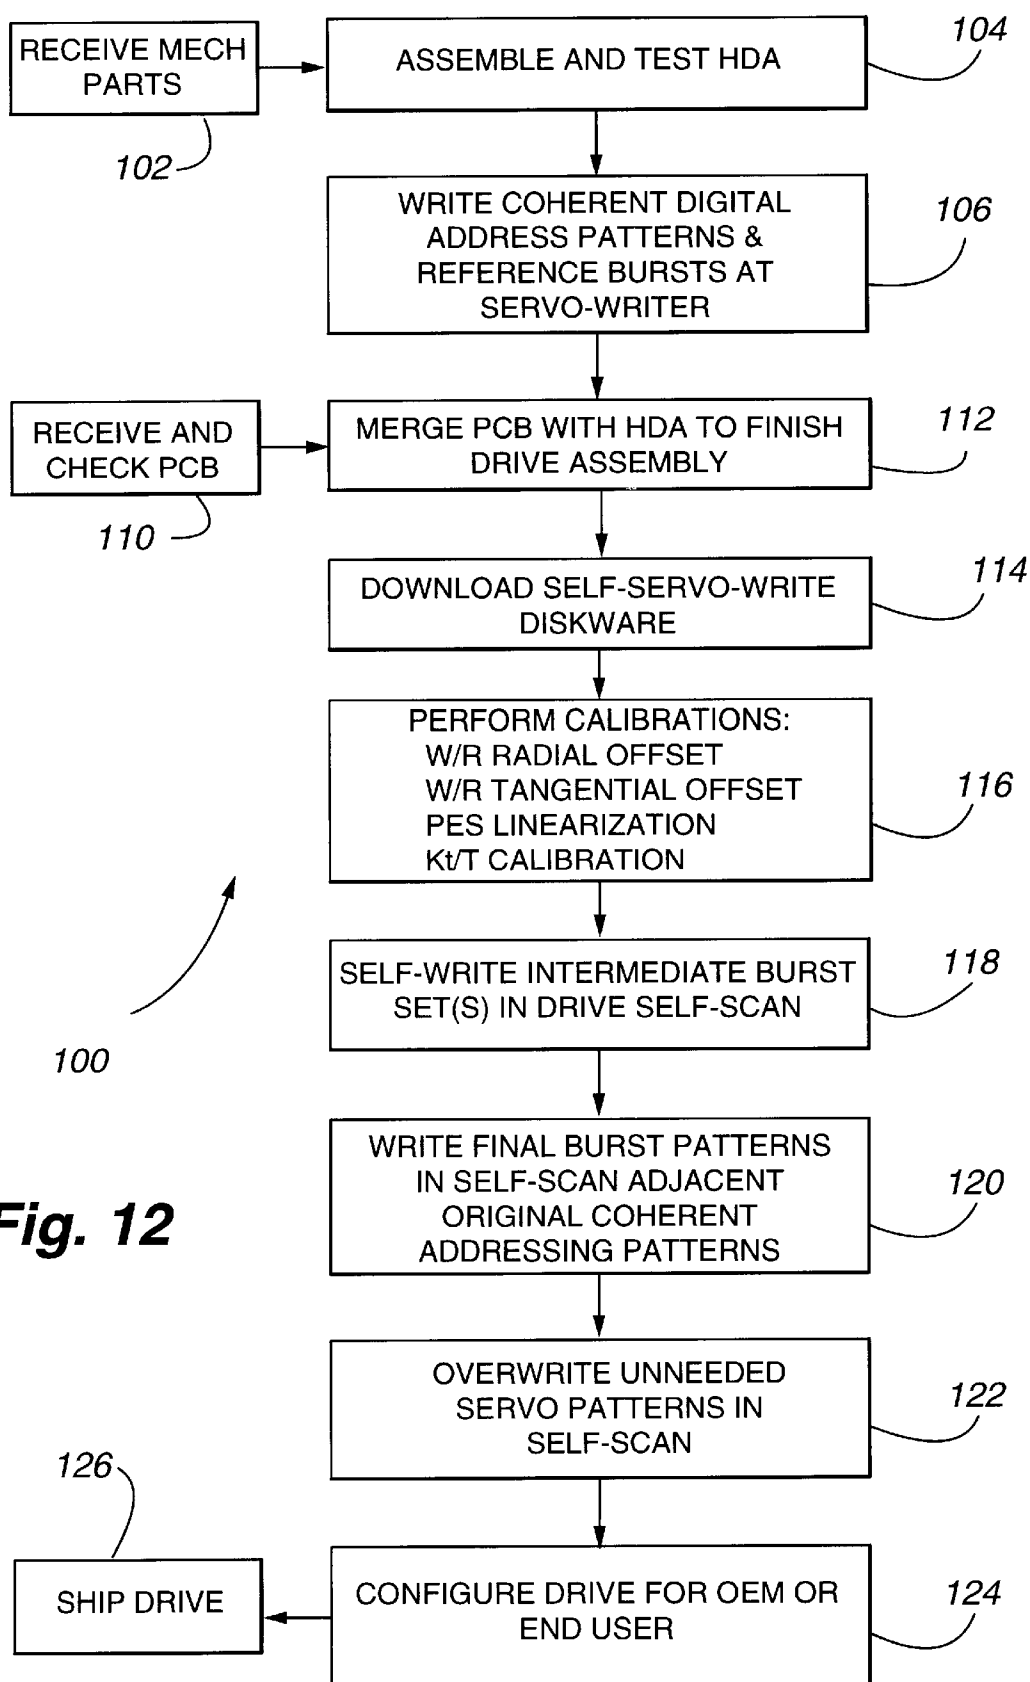 RECEIVE MECH
PARTS
102
ASSEMBLE AND TEST HDA
104
WRITE COHERENT DIGITAL
ADDRESS PATTERNS &
REFERENCE BURSTS AT
SERVO-WRITER
106
RECEIVE AND
CHECK PCB
110
MERGE PCB WITH HDA TO FINISH
DRIVE ASSEMBLY
112
DOWNLOAD SELF-SERVO-WRITE
DISKWARE
114
PERFORM CALIBRATIONS:
W/R RADIAL OFFSET
W/R TANGENTIAL OFFSET
PES LINEARIZATION
Kt/T CALIBRATION
116
100
SELF-WRITE INTERMEDIATE BURST
SET(S) IN DRIVE SELF-SCAN
118
WRITE FINAL BURST PATTERNS
IN SELF-SCAN ADJACENT
ORIGINAL COHERENT
ADDRESSING PATTERNS
120
Fig. 12
OVERWRITE UNNEEDED
SERVO PATTERNS IN
SELF-SCAN
122
CONFIGURE DRIVE FOR OEM OR
END USER
124
126
SHIP DRIVE